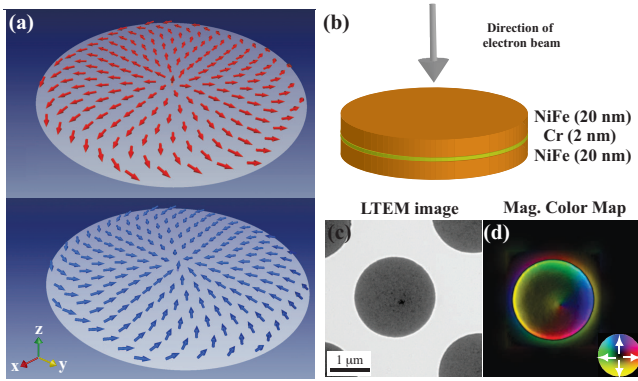 (a)
z
x
y
(b)
Direction of
electron beam
NiFe (20 nm)
Cr (2 nm)
NiFe (20 nm)
LTEM image
(c)
1 μm
Mag. Color Map
(d)